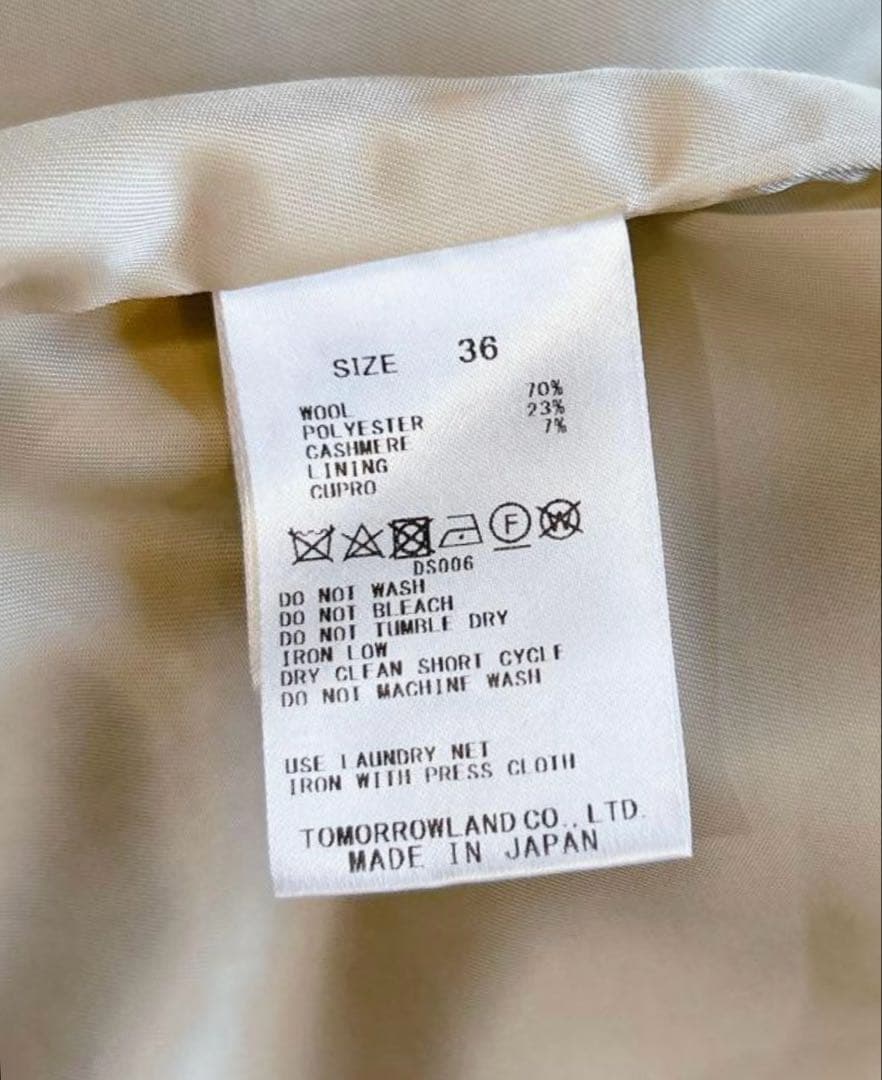 SIZE 36
WOOL 70%
POLYESTER 23%
CASHMERE 7%
LINING
CUPRO
F W
DS006
DO NOT WASH
DO NOT BLEACH
DO NOT TUMBLE DRY
IRON LOW
DRY CLEAN SHORT CYCLE
DO NOT MACHINE WASH
USE LAUNDRY NET
IRON WITH PRESS CLOTH
TOMORROWLAND CO., LTD.
MADE IN JAPAN